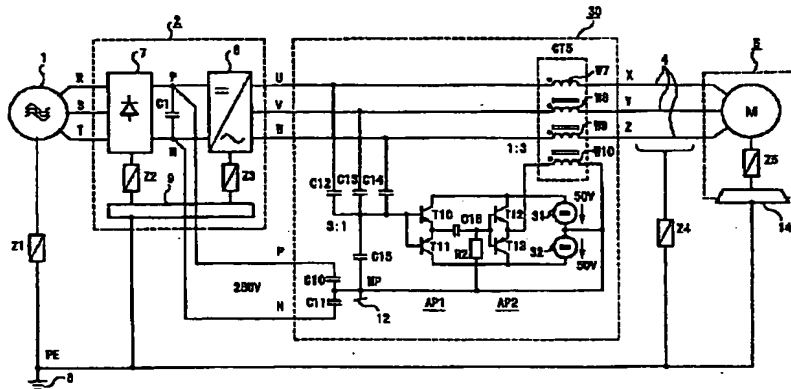 30
2
CT5
1
7
P
6
W7
5
R
U
X
4
S
C1
V
W8
Y
M
T
N
W
W9
Z
1:3
W10
Z2
9
Z3
C12
C13
C14
Z5
T10
C16
T12
31
50V
14
3:1
T11
R2
T13
32
50V
Z1
C15
Z4
P
C10
MP
280V
N
C11
12
AP1
AP2
PE
8